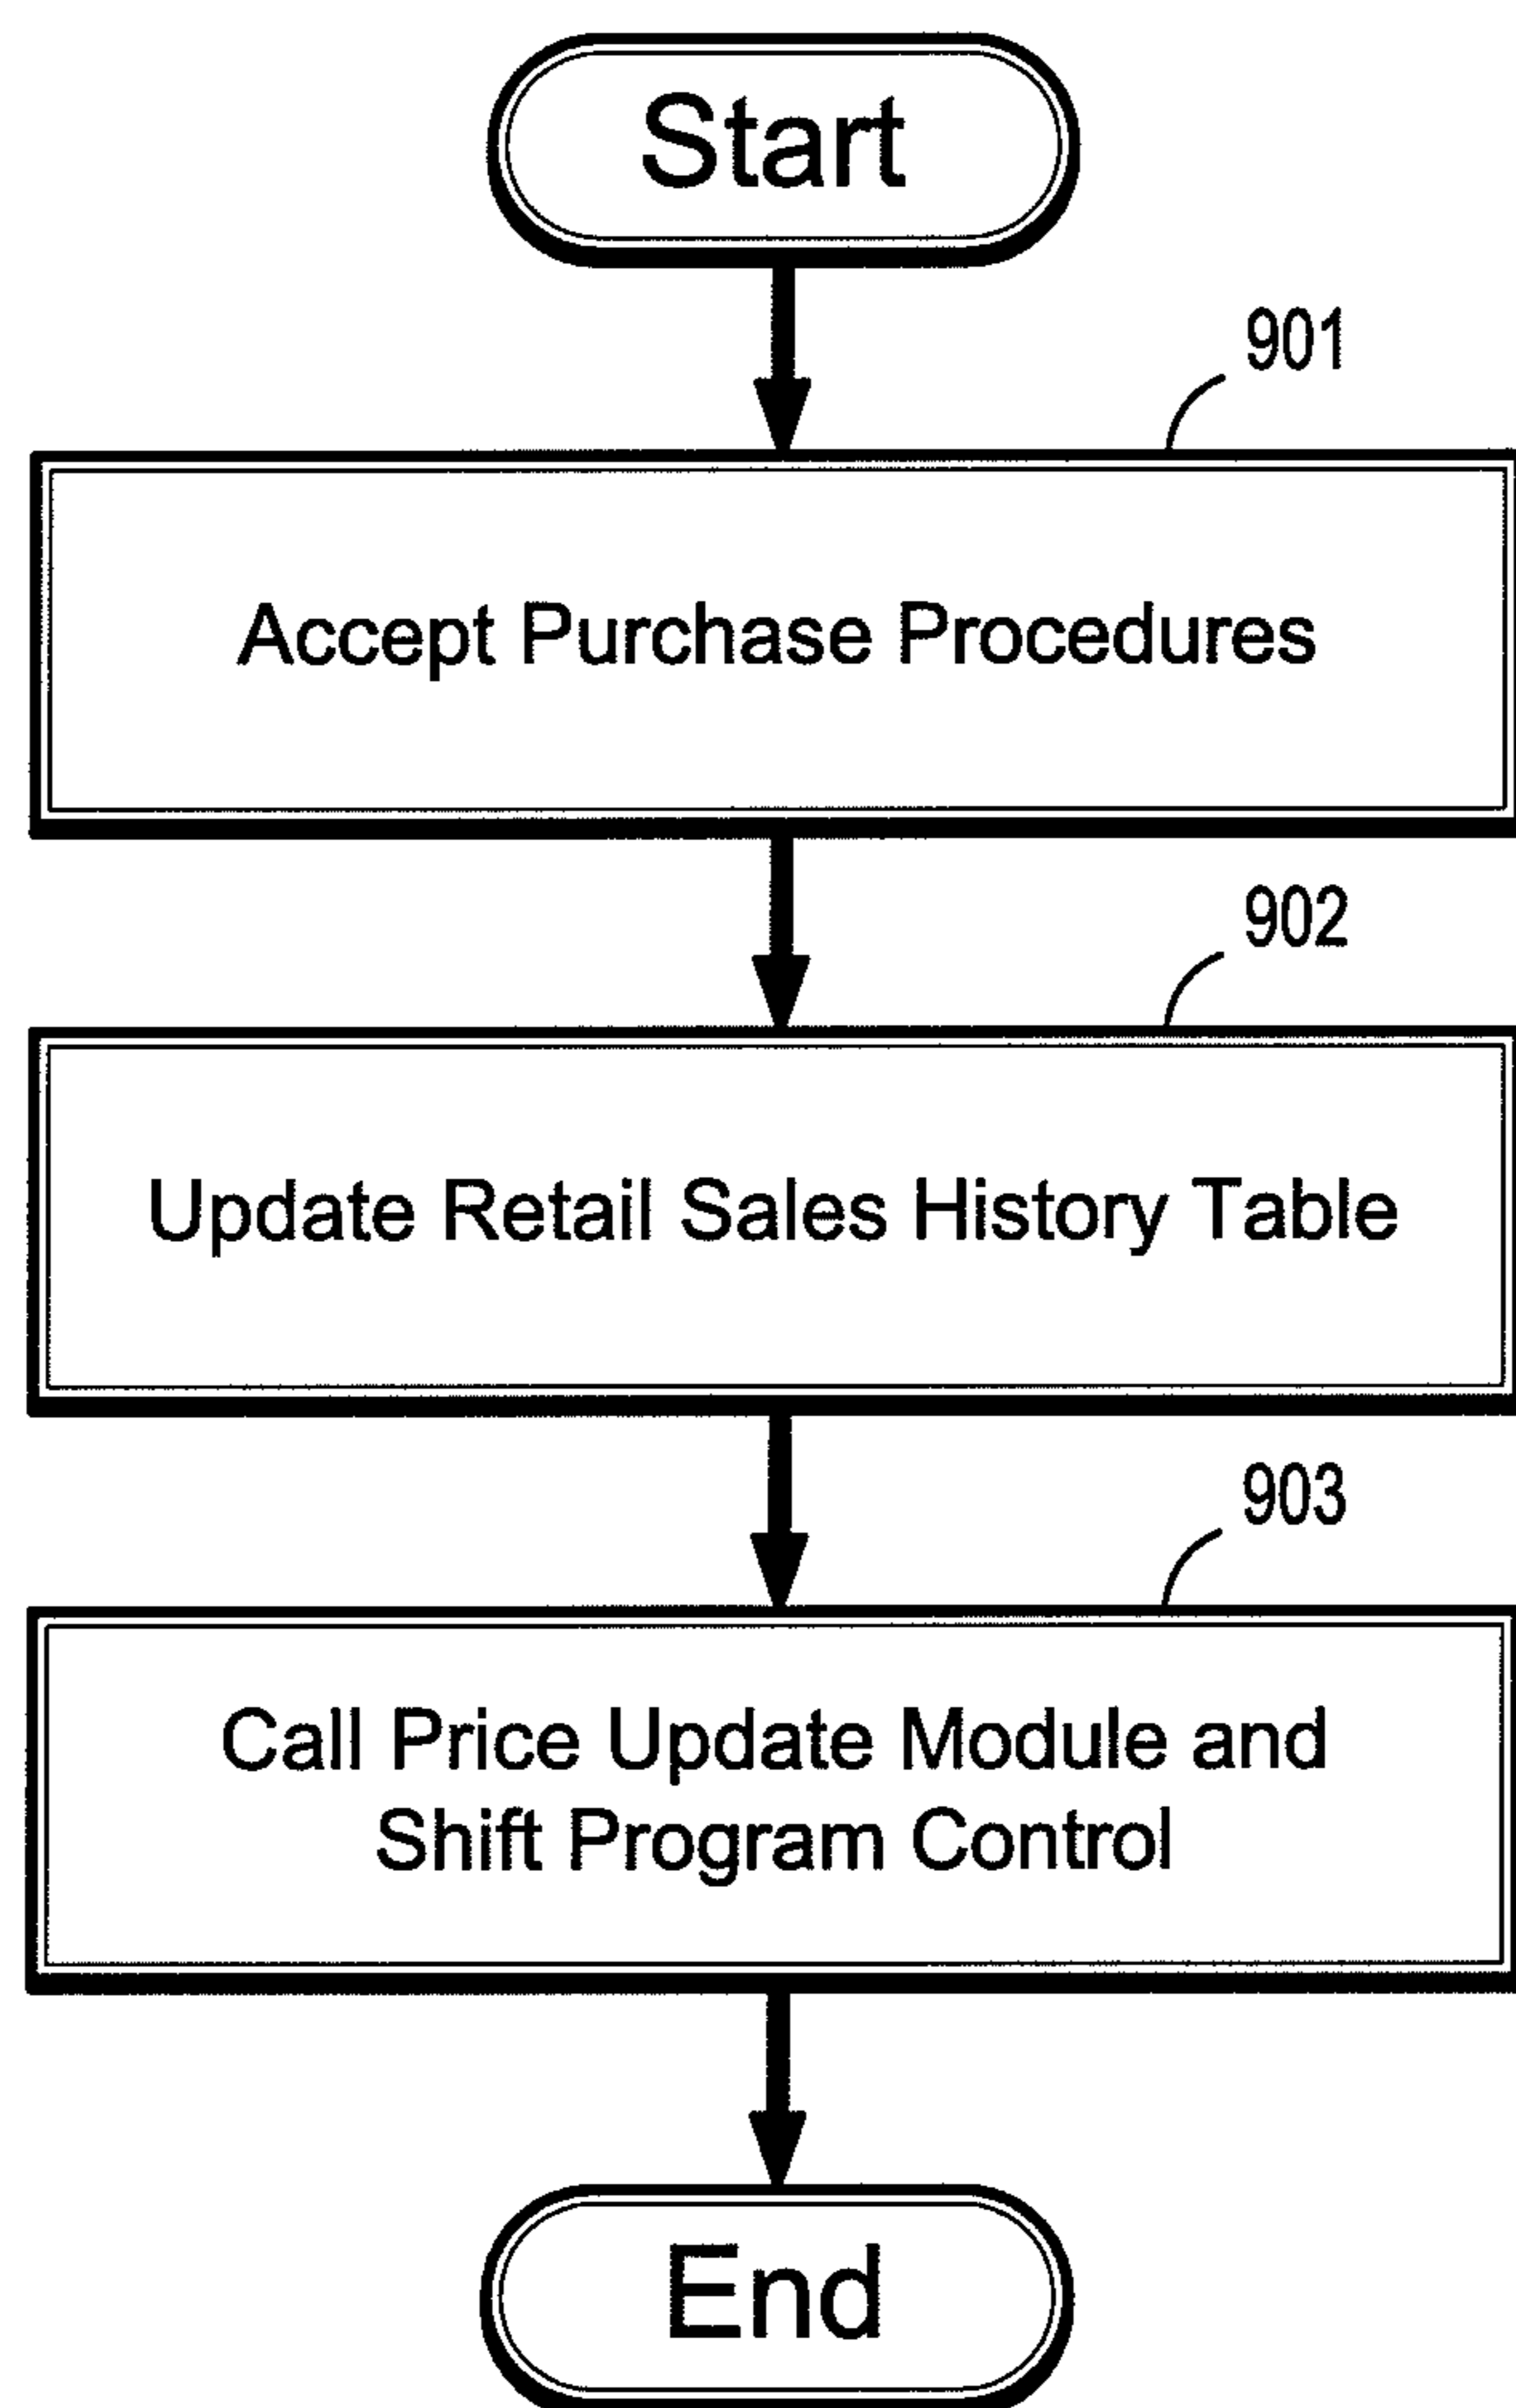 Start
901
Accept Purchase Procedures
902
Update Retail Sales History Table
903
Call Price Update Module and
Shift Program Control
End